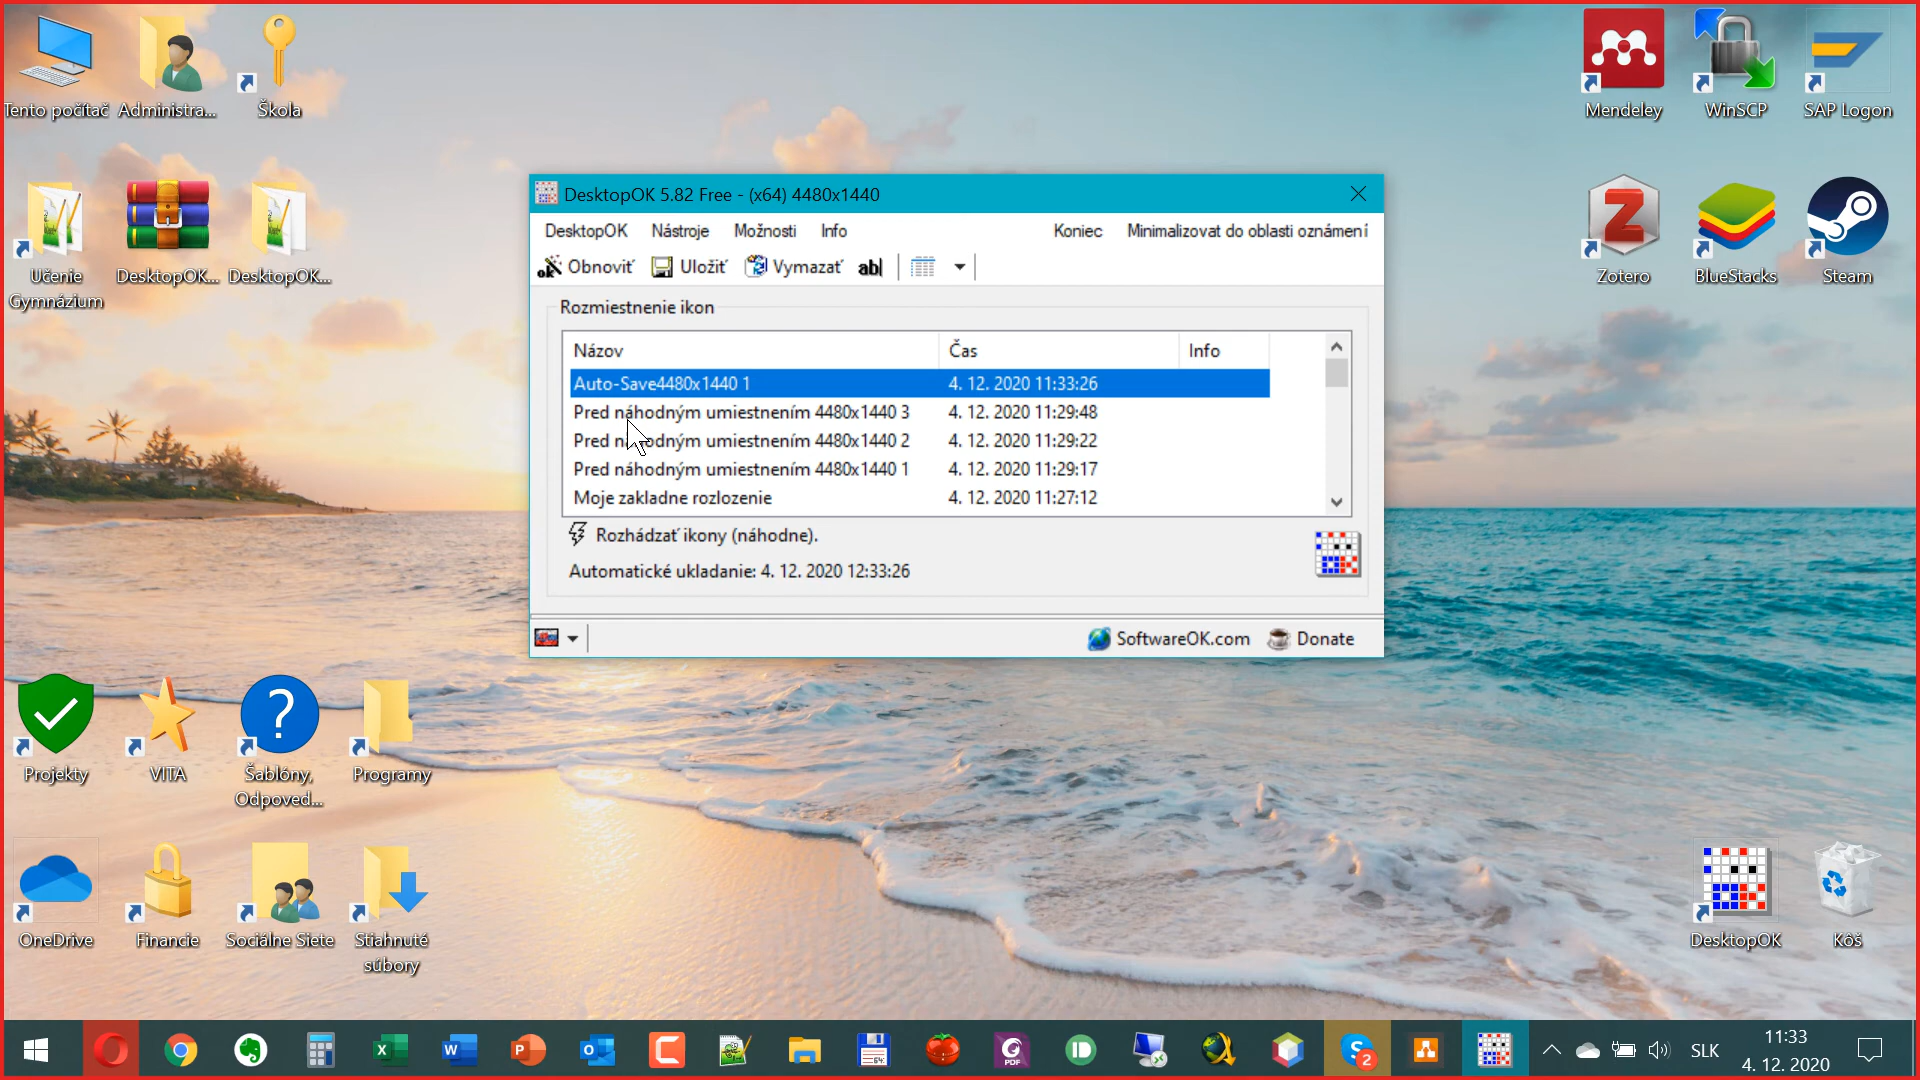 Tento počítač
Administra...
Škola
Mendeley
WinSCP
SAP Logon
Učenie
Gymnázium
DesktopOK...
DesktopOK...
Zotero
BlueStacks
Steam
DesktopOK 5.82 Free - (x64) 4480x1440
DesktopOK Nástroje Možnosti Info Koniec Minimalizovat do oblasti oznámení
Obnoviť Uložiť Vymazať ab|
Rozmiestnenie ikon
Názov Čas Info
Auto-Save4480x1440 1 4. 12. 2020 11:33:26
Pred náhodným umiestnením 4480x1440 3 4. 12. 2020 11:29:48
Pred náhodným umiestnením 4480x1440 2 4. 12. 2020 11:29:22
Pred náhodným umiestnením 4480x1440 1 4. 12. 2020 11:29:17
Moje zakladne rozlozenie 4. 12. 2020 11:27:12
Rozhádzať ikony (náhodne).
Automatické ukladanie: 4. 12. 2020 12:33:26
SoftwareOK.com Donate
Projekty
VITA
Šablóny,
Odpoved...
Programy
OneDrive
Financie
Sociálne Siete
Stiahnuté
súbory
DesktopOK
Kôš
SLK
11:33
4. 12. 2020